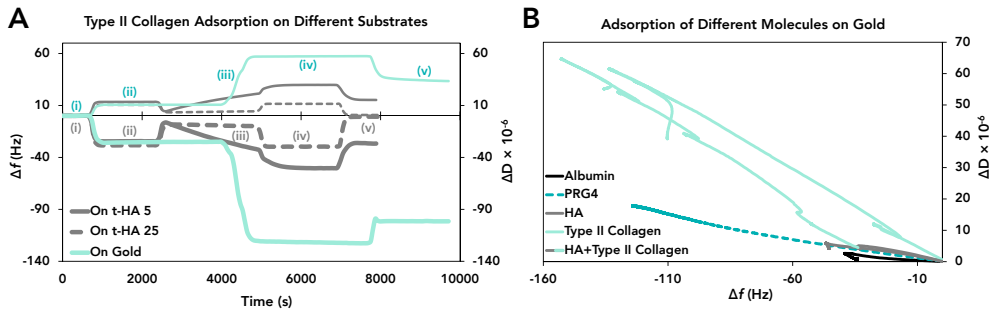 A
Type II Collagen Adsorption on Different Substrates
60
10
-40
-90
-140
Δf (Hz)
60
10
-40
-90
-140
ΔD × 10⁻⁶
(i)
(ii)
(iii)
(iv)
(v)
(i)
(ii)
(iii)
(iv)
(v)
On t-HA 5
On t-HA 25
On Gold
0 2000 4000 6000 8000 10000
Time (s)
B
Adsorption of Different Molecules on Gold
70
60
50
40
30
20
10
0
ΔD × 10⁻⁶
Albumin
PRG4
HA
Type II Collagen
HA+Type II Collagen
-160 -110 -60 -10
Δf (Hz)